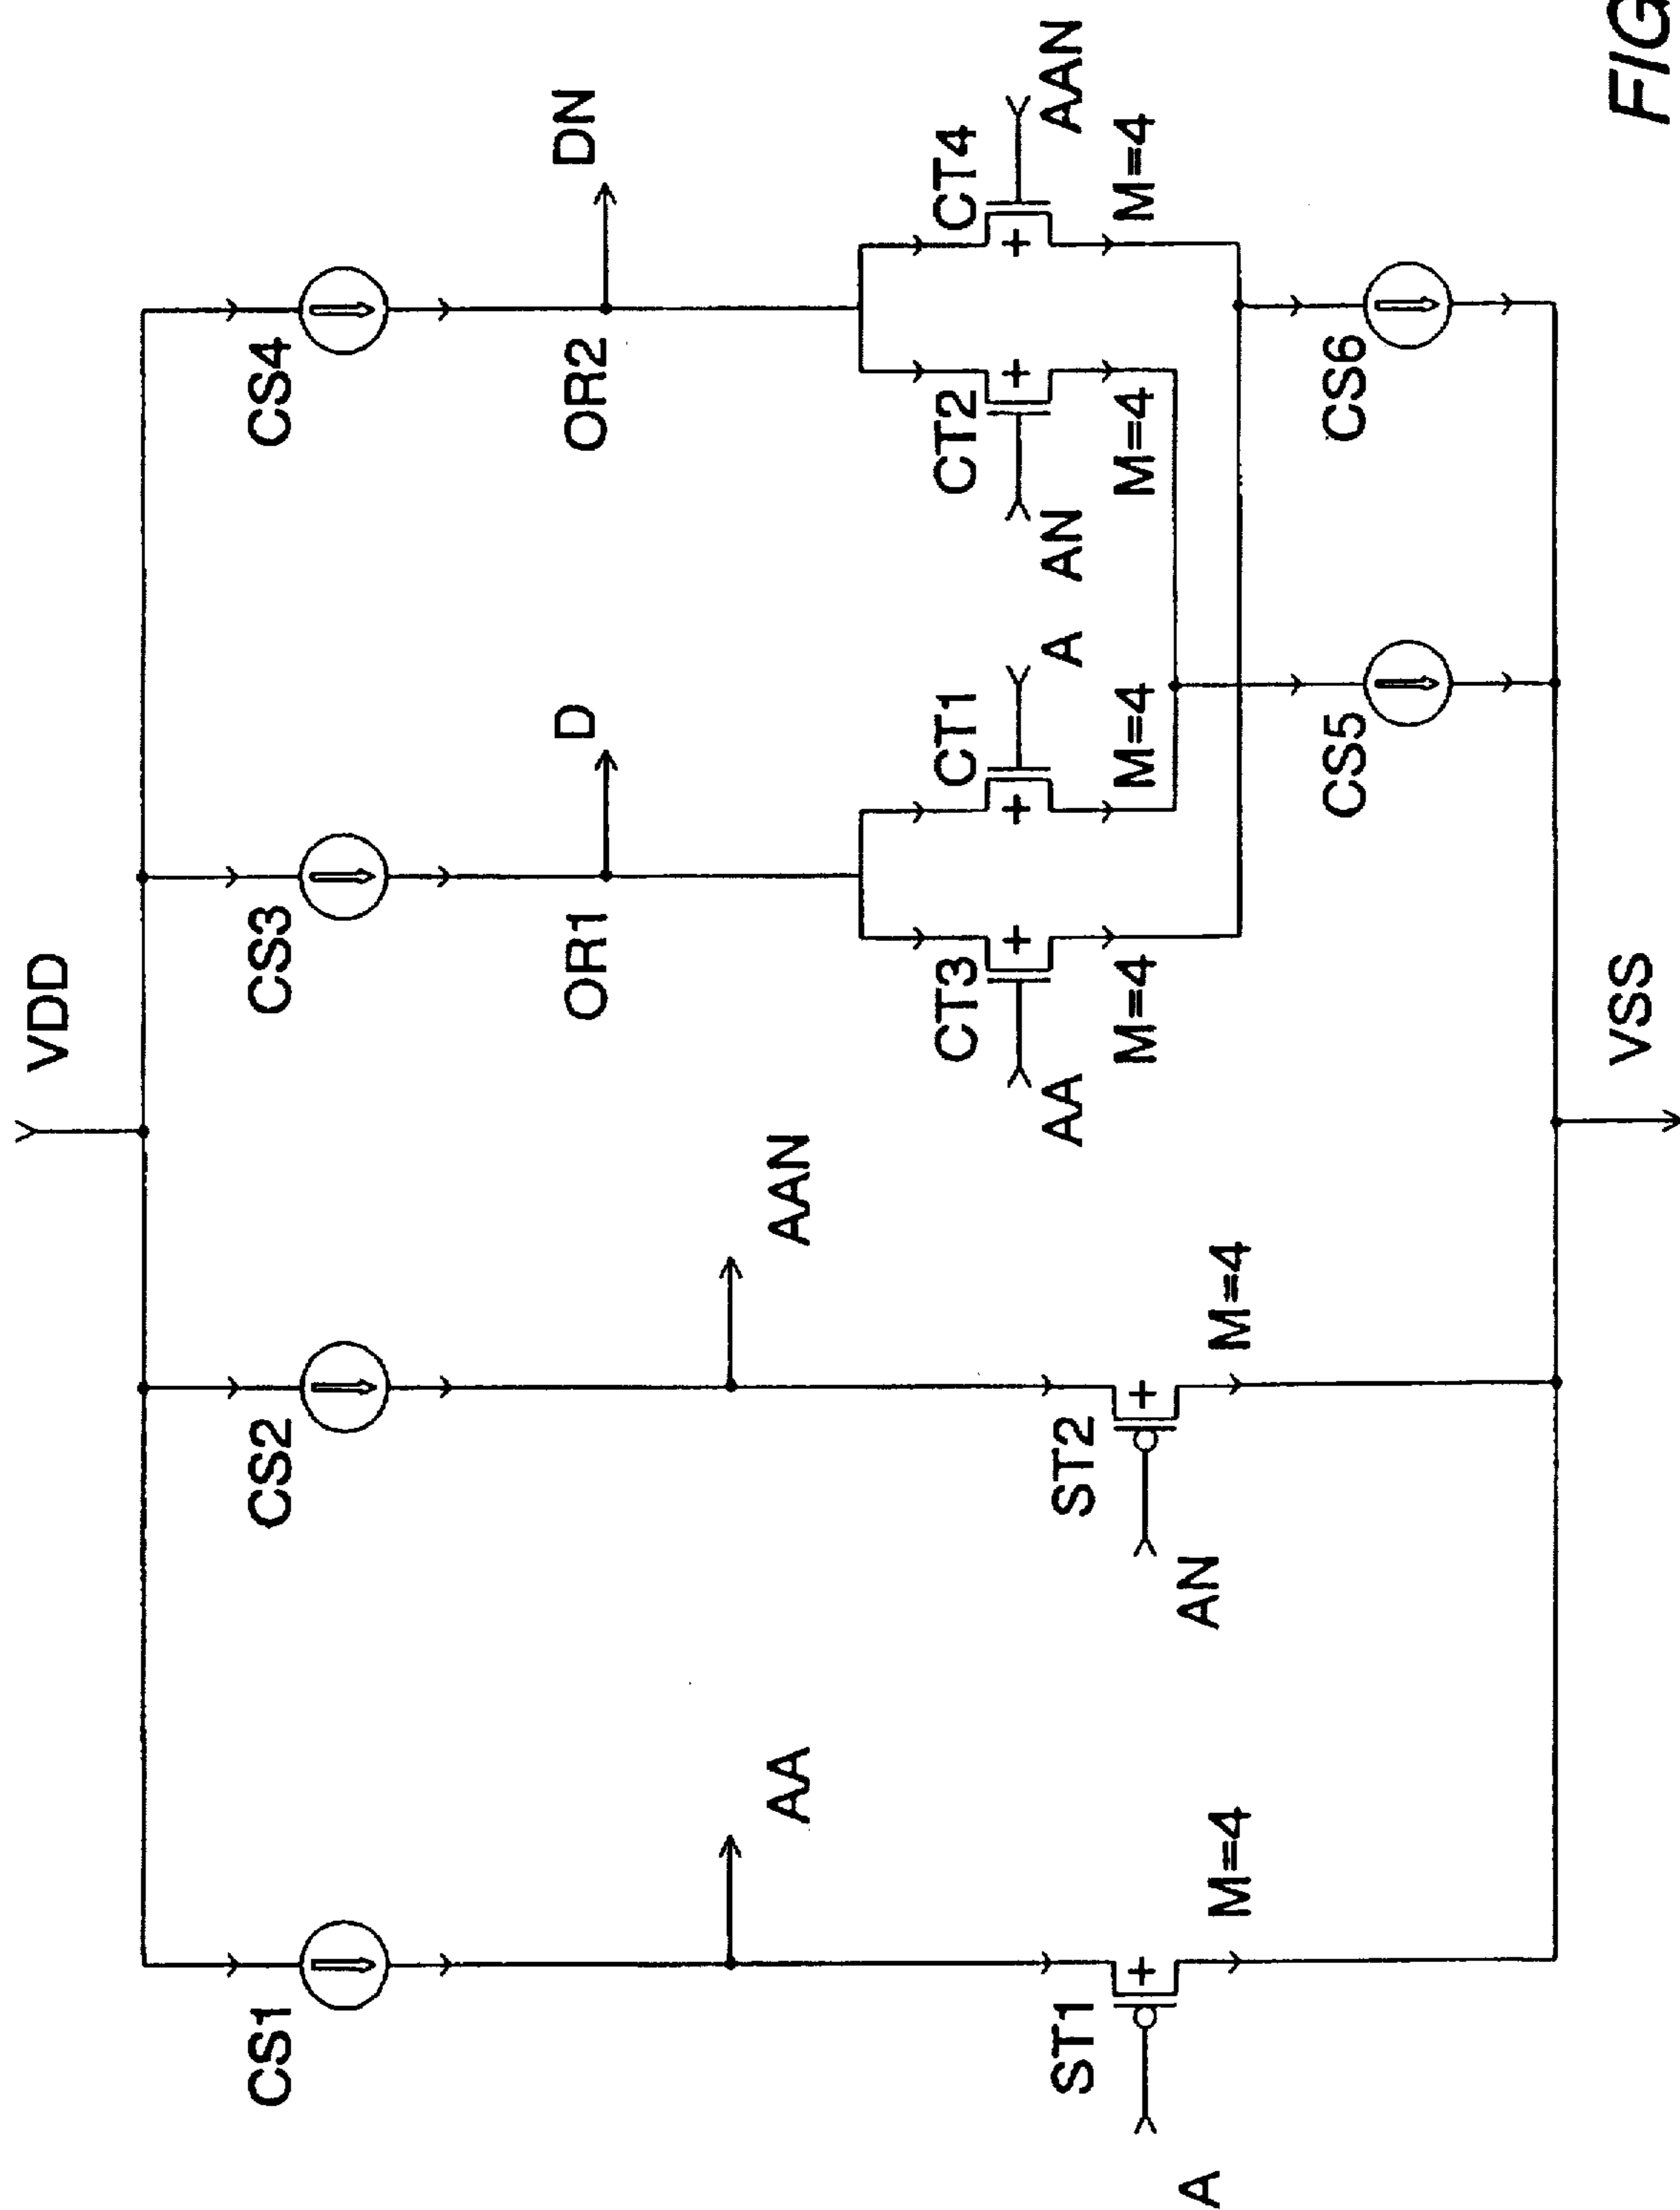 VDD
CS1
CS2
CS3
CS4
OR1
D
OR2
DN
AA
AAN
CT3
CT1
CT2
CT4
AA
A
AN
AAN
ST1
ST2
M=4
M=4
M=4
M=4
A
AN
M=4
M=4
CS5
CS6
VSS
FIG